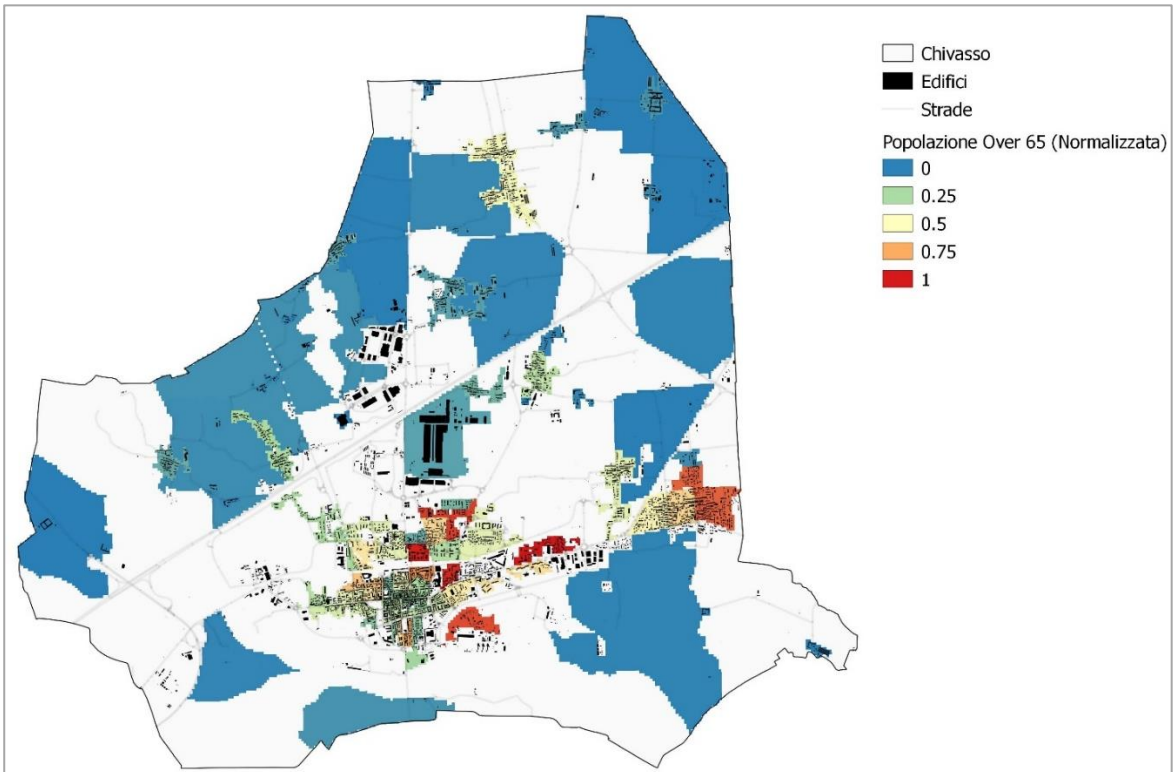 Chivasso
Edifici
Strade
Popolazione Over 65 (Normalizzata)
0
0.25
0.5
0.75
1